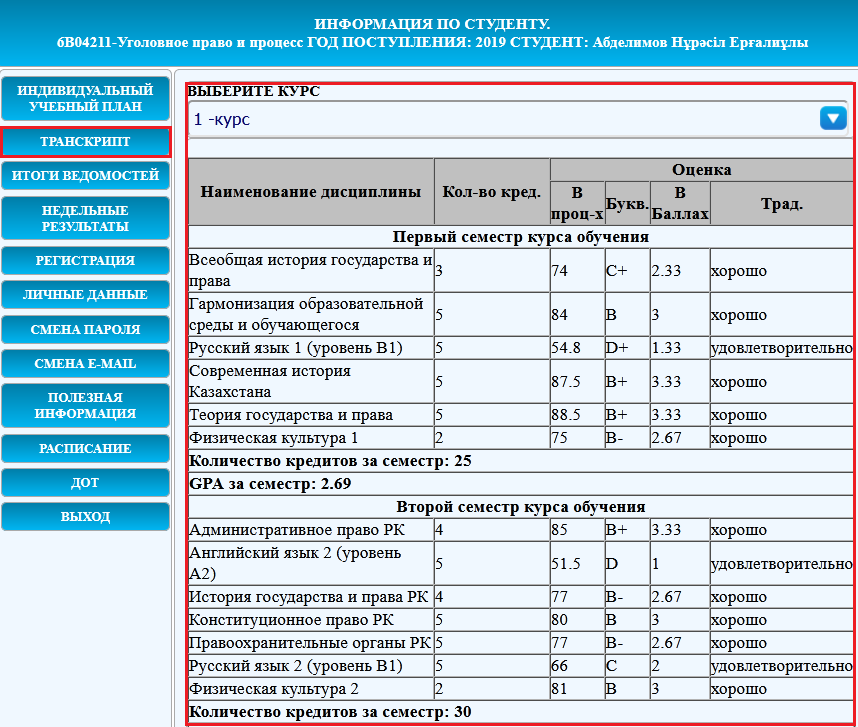 ИНФОРМАЦИЯ ПО СТУДЕНТУ.
6B04211-Уголовное право и процесс ГОД ПОСТУПЛЕНИЯ: 2019 СТУДЕНТ: Абделимов Нұрәсіл Ерғалиұлы
ИНДИВИДУАЛЬНЫЙ
УЧЕБНЫЙ ПЛАН
ТРАНСКРИПТ
ИТОГИ ВЕДОМОСТЕЙ
НЕДЕЛЬНЫЕ
РЕЗУЛЬТАТЫ
РЕГИСТРАЦИЯ
ЛИЧНЫЕ ДАННЫЕ
СМЕНА ПАРОЛЯ
СМЕНА E-MAIL
ПОЛЕЗНАЯ
ИНФОРМАЦИЯ
РАСПИСАНИЕ
ДОТ
ВЫХОД
ВЫБЕРИТЕ КУРС
1 -курс
Наименование дисциплины Кол-во кред. Оценка
В проц-х Букв. В Баллах Трад.
Первый семестр курса обучения
Всеобщая история государства и
права 3 74 C+ 2.33 хорошо
Гармонизация образовательной
среды и обучающегося 5 84 B 3 хорошо
Русский язык 1 (уровень В1) 5 54.8 D+ 1.33 удовлетворительно
Современная история
Казахстана 5 87.5 B+ 3.33 хорошо
Теория государства и права 5 88.5 B+ 3.33 хорошо
Физическая культура 1 2 75 B- 2.67 хорошо
Количество кредитов за семестр: 25
GPA за семестр: 2.69
Второй семестр курса обучения
Административное право РК 4 85 B+ 3.33 хорошо
Английский язык 2 (уровень
А2) 5 51.5 D 1 удовлетворительно
История государства и права РК 4 77 B- 2.67 хорошо
Конституционное право РК 5 80 B 3 хорошо
Правоохранительные органы РК 5 77 B- 2.67 хорошо
Русский язык 2 (уровень В1) 5 66 C 2 удовлетворительно
Физическая культура 2 2 81 B 3 хорошо
Количество кредитов за семестр: 30